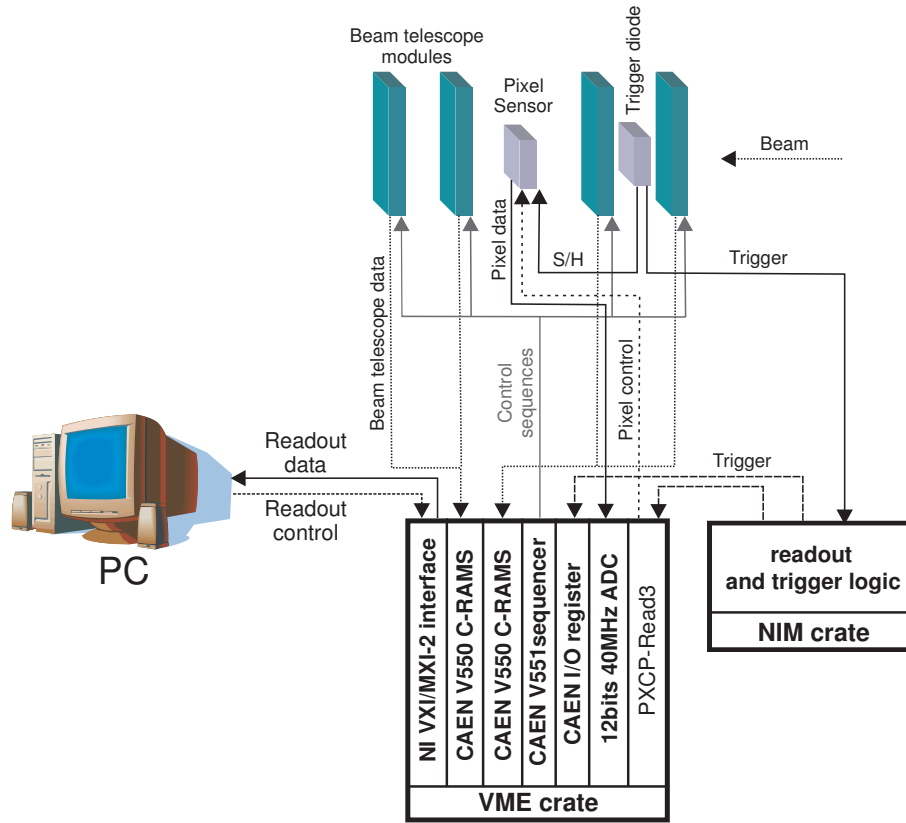 Beam telescope
modules
Pixel
Sensor
Trigger diode
Beam
Pixel data
S/H
Trigger
Beam telescope data
Control
sequences
Pixel control
Readout
data
Readout
control
PC
Trigger
NI VXI/MXI-2 interface
CAEN V550 C-RAMS
CAEN V550 C-RAMS
CAEN V551sequencer
CAEN I/O register
12bits 40MHz ADC
PXCP-Read3
VME crate
readout
and trigger logic
NIM crate